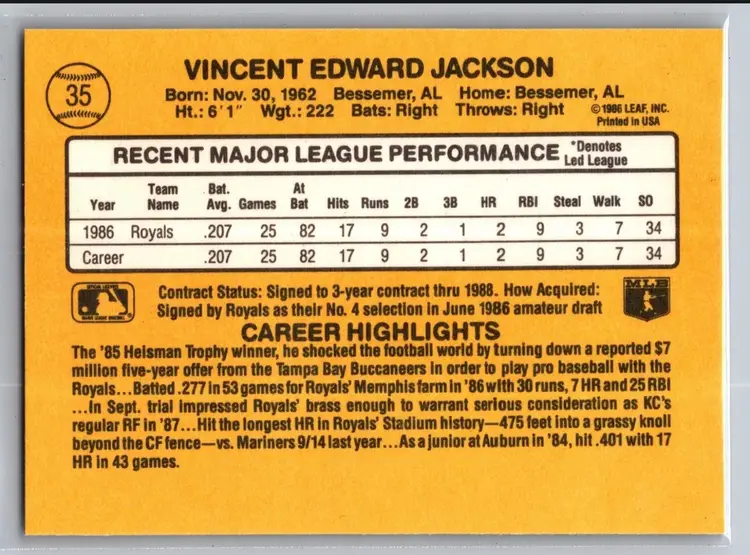 35
VINCENT EDWARD JACKSON
Born: Nov. 30, 1962 Bessemer, AL Home: Bessemer, AL
Ht.: 6'1" Wgt.: 222 Bats: Right Throws: Right
©1986 LEAF, INC.
Printed in USA
RECENT MAJOR LEAGUE PERFORMANCE
*Denotes
Led League
Year Team Name Bat. Avg. Games At Bat Hits Runs 2B 3B HR RBI Steal Walk SO
1986 Royals .207 25 82 17 9 2 1 2 9 3 7 34
Career .207 25 82 17 9 2 1 2 9 3 7 34
Contract Status: Signed to 3-year contract thru 1988. How Acquired:
Signed by Royals as their No. 4 selection in June 1986 amateur draft
MLB
CAREER HIGHLIGHTS
The '85 Heisman Trophy winner, he shocked the football world by turning down a reported $7
million five-year offer from the Tampa Bay Buccaneers in order to play pro baseball with the
Royals...Batted .277 in 53 games for Royals' Memphis farm in '86 with 30 runs, 7 HR and 25 RBI
...In Sept. trial impressed Royals' brass enough to warrant serious consideration as KC's
regular RF in '87...Hit the longest HR in Royals' Stadium history—475 feet into a grassy knoll
beyond the CF fence—vs. Mariners 9/14 last year...As a junior at Auburn in '84, hit .401 with 17
HR in 43 games.